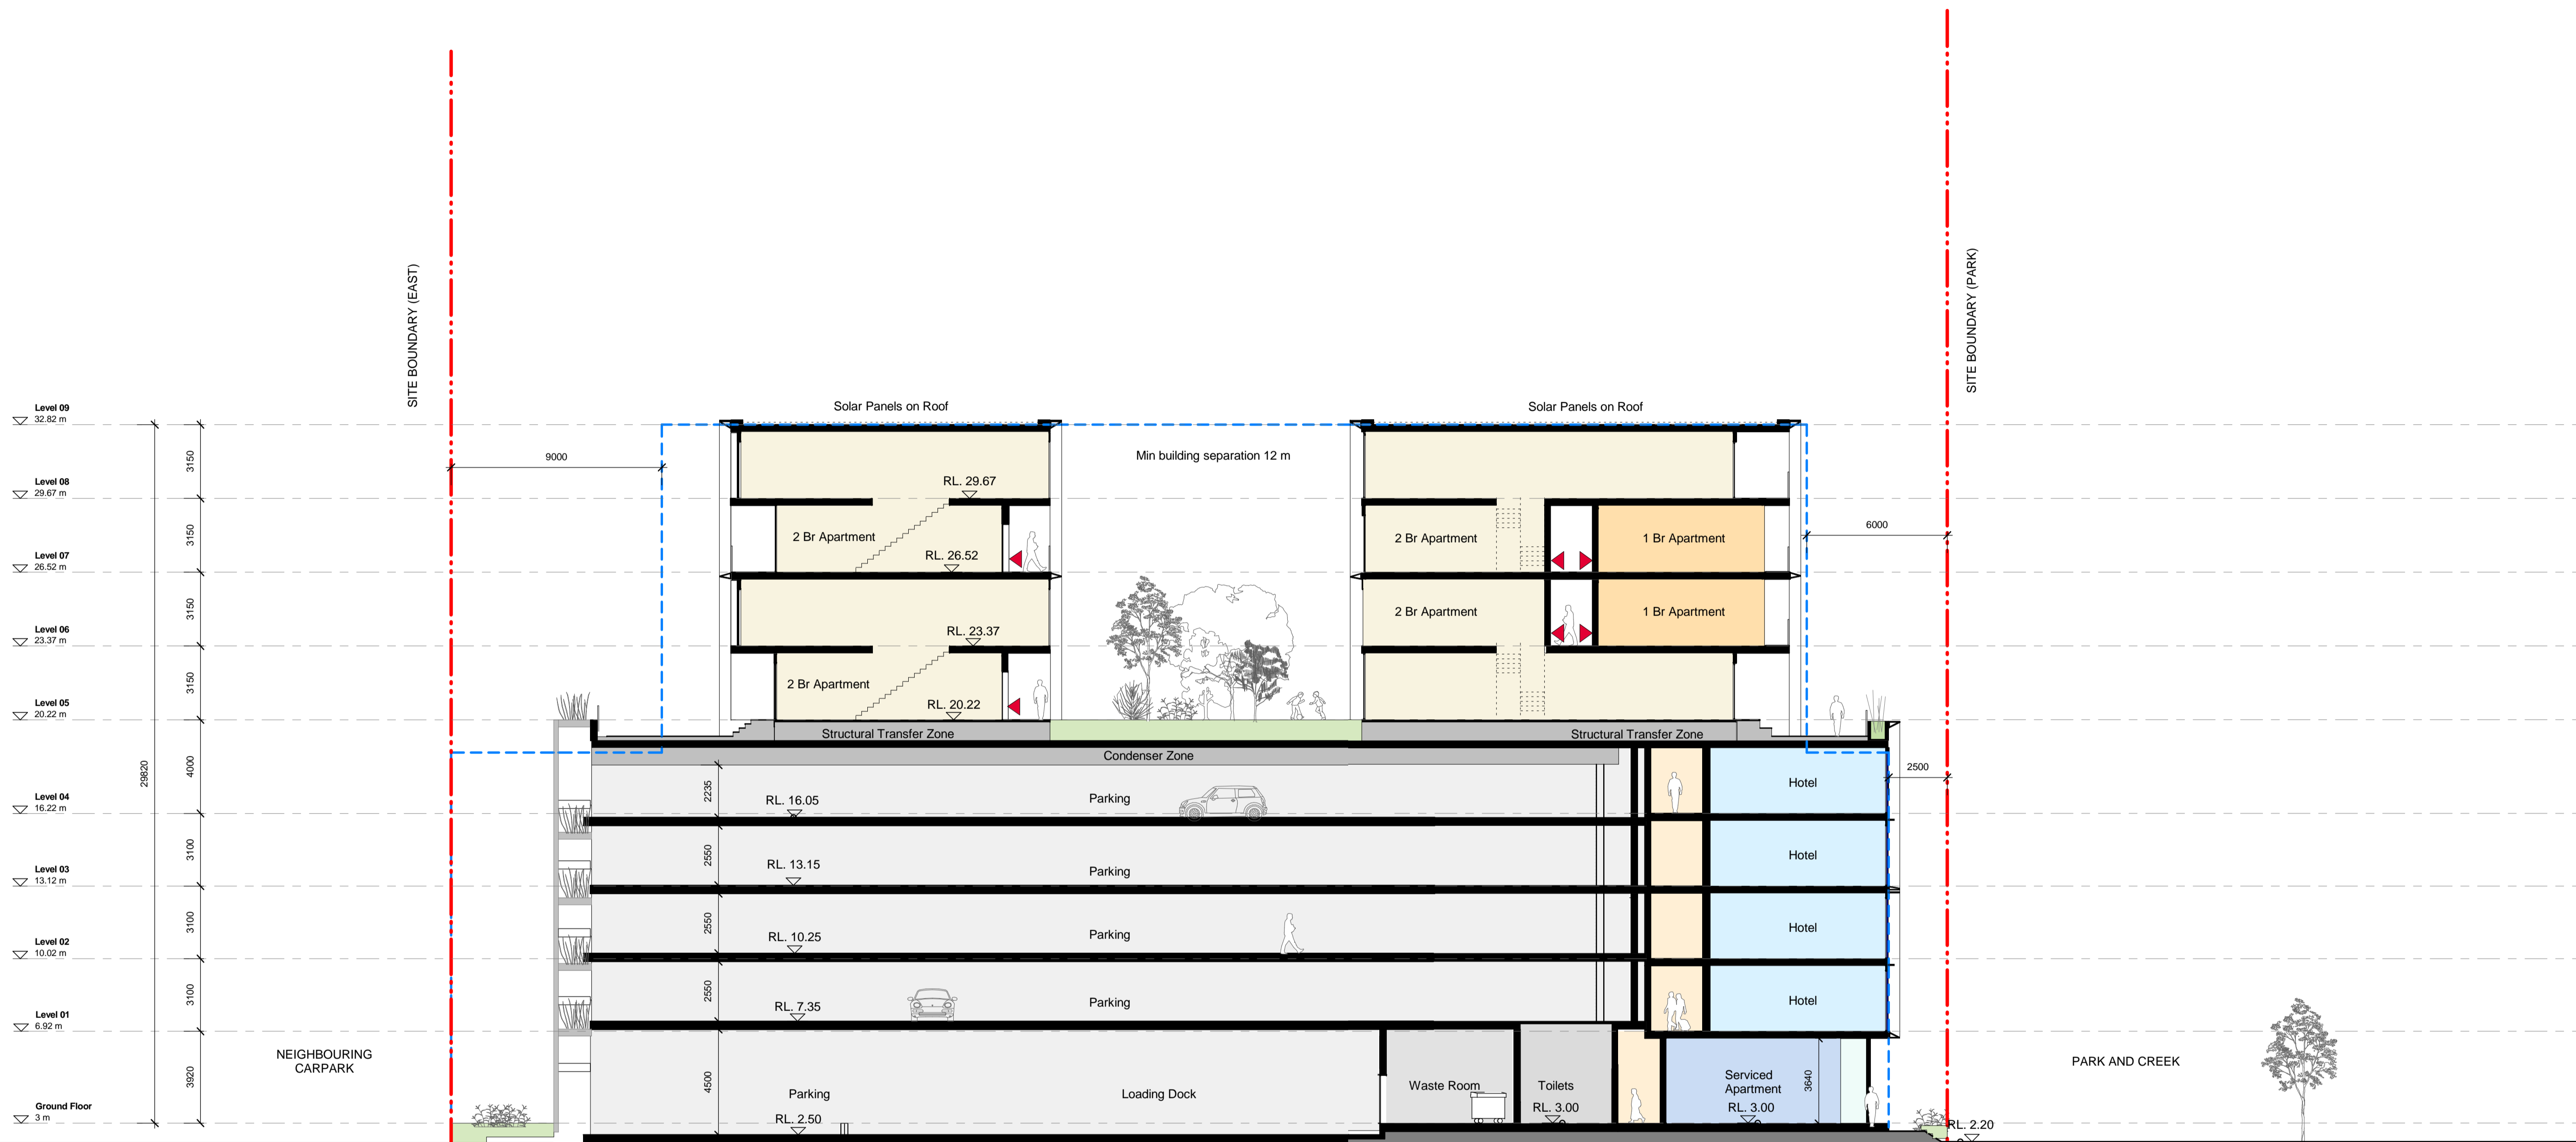 SITE BOUNDARY (EAST)
SITE BOUNDARY (PARK)
Level 09
32.82 m
Level 08
29.67 m
Level 07
26.52 m
Level 06
23.37 m
Level 05
20.22 m
Level 04
16.22 m
Level 03
13.12 m
Level 02
10.02 m
Level 01
6.92 m
Ground Floor
3 m
29820
3150
3150
3150
3150
4000
3100
3100
3100
3920
9000
Solar Panels on Roof
Solar Panels on Roof
Min building separation 12 m
RL. 29.67
2 Br Apartment
RL. 26.52
RL. 23.37
2 Br Apartment
RL. 20.22
2 Br Apartment
1 Br Apartment
2 Br Apartment
1 Br Apartment
6000
2500
Structural Transfer Zone
Structural Transfer Zone
Condenser Zone
2235
RL. 16.05
Parking
Hotel
2550
RL. 13.15
Parking
Hotel
2550
RL. 10.25
Parking
Hotel
2550
RL. 7.35
Parking
Hotel
4500
Parking
RL. 2.50
Loading Dock
Waste Room
Toilets
RL. 3.00
Serviced
Apartment
RL. 3.00
3640
RL. 2.20
NEIGHBOURING
CARPARK
PARK AND CREEK